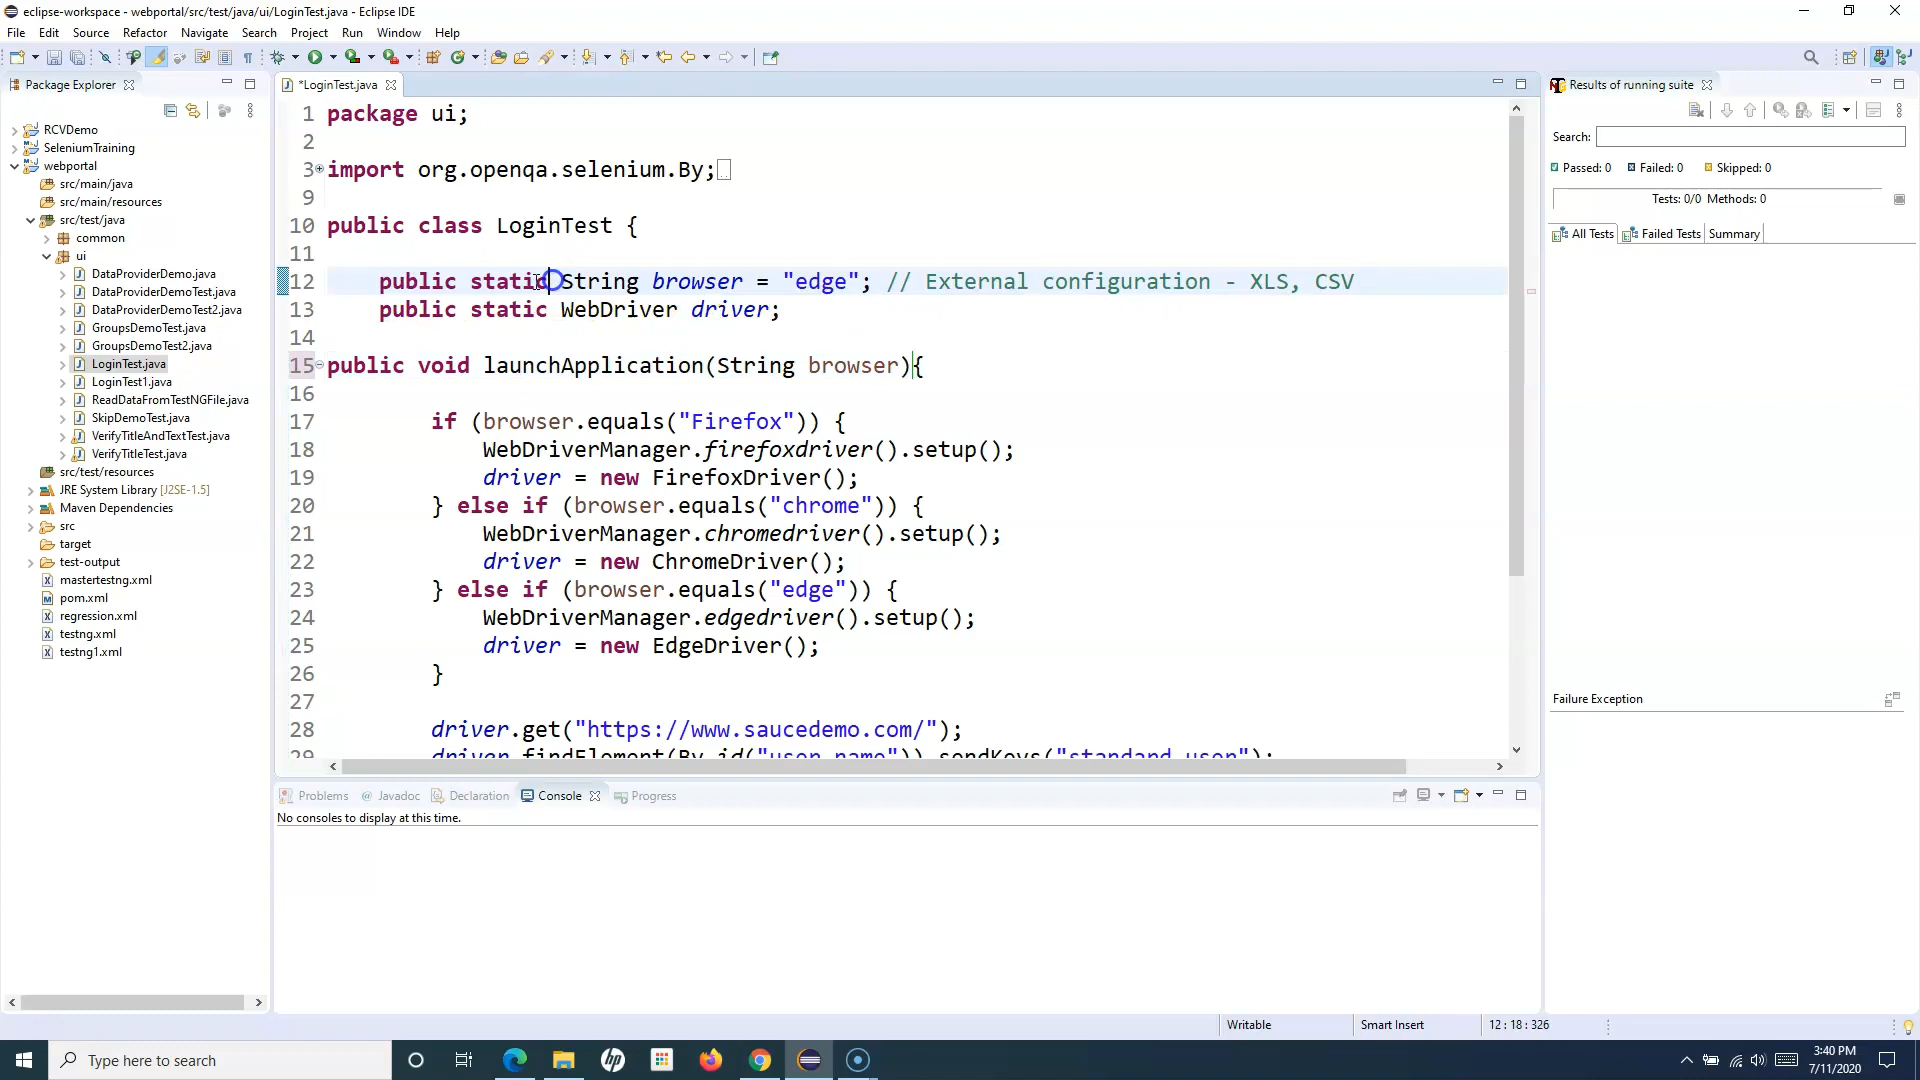 eclipse-workspace - webportal/src/test/java/ui/LoginTest.java - Eclipse IDE
File Edit Source Refactor Navigate Search Project Run Window Help
Package Explorer
RCVDemo
SeleniumTraining
webportal
src/main/java
src/main/resources
src/test/java
common
ui
DataProviderDemo.java
DataProviderDemoTest.java
DataProviderDemoTest2.java
GroupsDemoTest.java
GroupsDemoTest2.java
LoginTest.java
LoginTest1.java
ReadDataFromTestNGFile.java
SkipDemoTest.java
VerifyTitleAndTextTest.java
VerifyTitleTest.java
src/test/resources
JRE System Library [J2SE-1.5]
Maven Dependencies
src
target
test-output
mastertestng.xml
pom.xml
regression.xml
testng.xml
testng1.xml
*LoginTest.java
1 package ui;
2
3 import org.openqa.selenium.By;
9
10 public class LoginTest {
11
12 public static String browser = "edge"; // External configuration - XLS, CSV
13 public static WebDriver driver;
14
15 public void launchApplication(String browser){
16
17 if (browser.equals("Firefox")) {
18 WebDriverManager.firefoxdriver().setup();
19 driver = new FirefoxDriver();
20 } else if (browser.equals("chrome")) {
21 WebDriverManager.chromedriver().setup();
22 driver = new ChromeDriver();
23 } else if (browser.equals("edge")) {
24 WebDriverManager.edgedriver().setup();
25 driver = new EdgeDriver();
26 }
27
28 driver.get("https://www.saucedemo.com/");
29 driver.findElement(By.id("user-name")).sendKeys("standard_user");
Problems @ Javadoc Declaration Console Progress
No consoles to display at this time.
Results of running suite
Search:
Passed: 0 Failed: 0 Skipped: 0
Tests: 0/0 Methods: 0
All Tests Failed Tests Summary
Failure Exception
Writable Smart Insert 12 : 18 : 326
Type here to search
hp
3:40 PM
7/11/2020